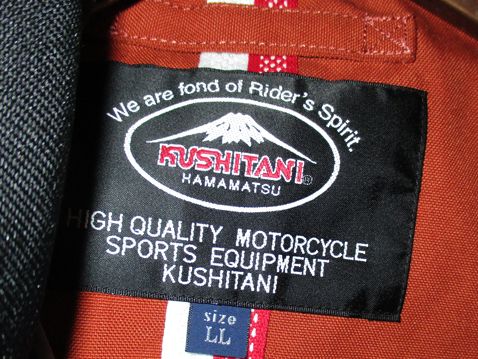 We are fond of Rider's Spirit.
KUSHITANI®
HAMAMATSU
HIGH QUALITY MOTORCYCLE
SPORTS EQUIPMENT
KUSHITANI
size
LL